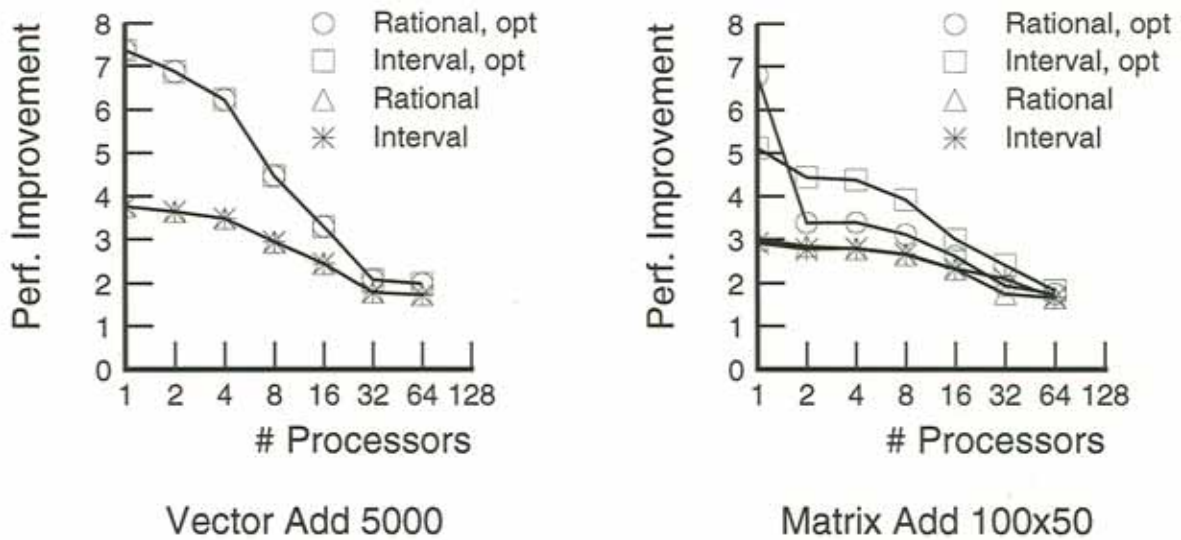 Perf. Improvement
8
7
6
5
4
3
2
1
0
1 2 4 8 16 32 64 128
# Processors
Rational, opt
Interval, opt
Rational
Interval
Vector Add 5000
Perf. Improvement
8
7
6
5
4
3
2
1
0
1 2 4 8 16 32 64 128
# Processors
Rational, opt
Interval, opt
Rational
Interval
Matrix Add 100x50